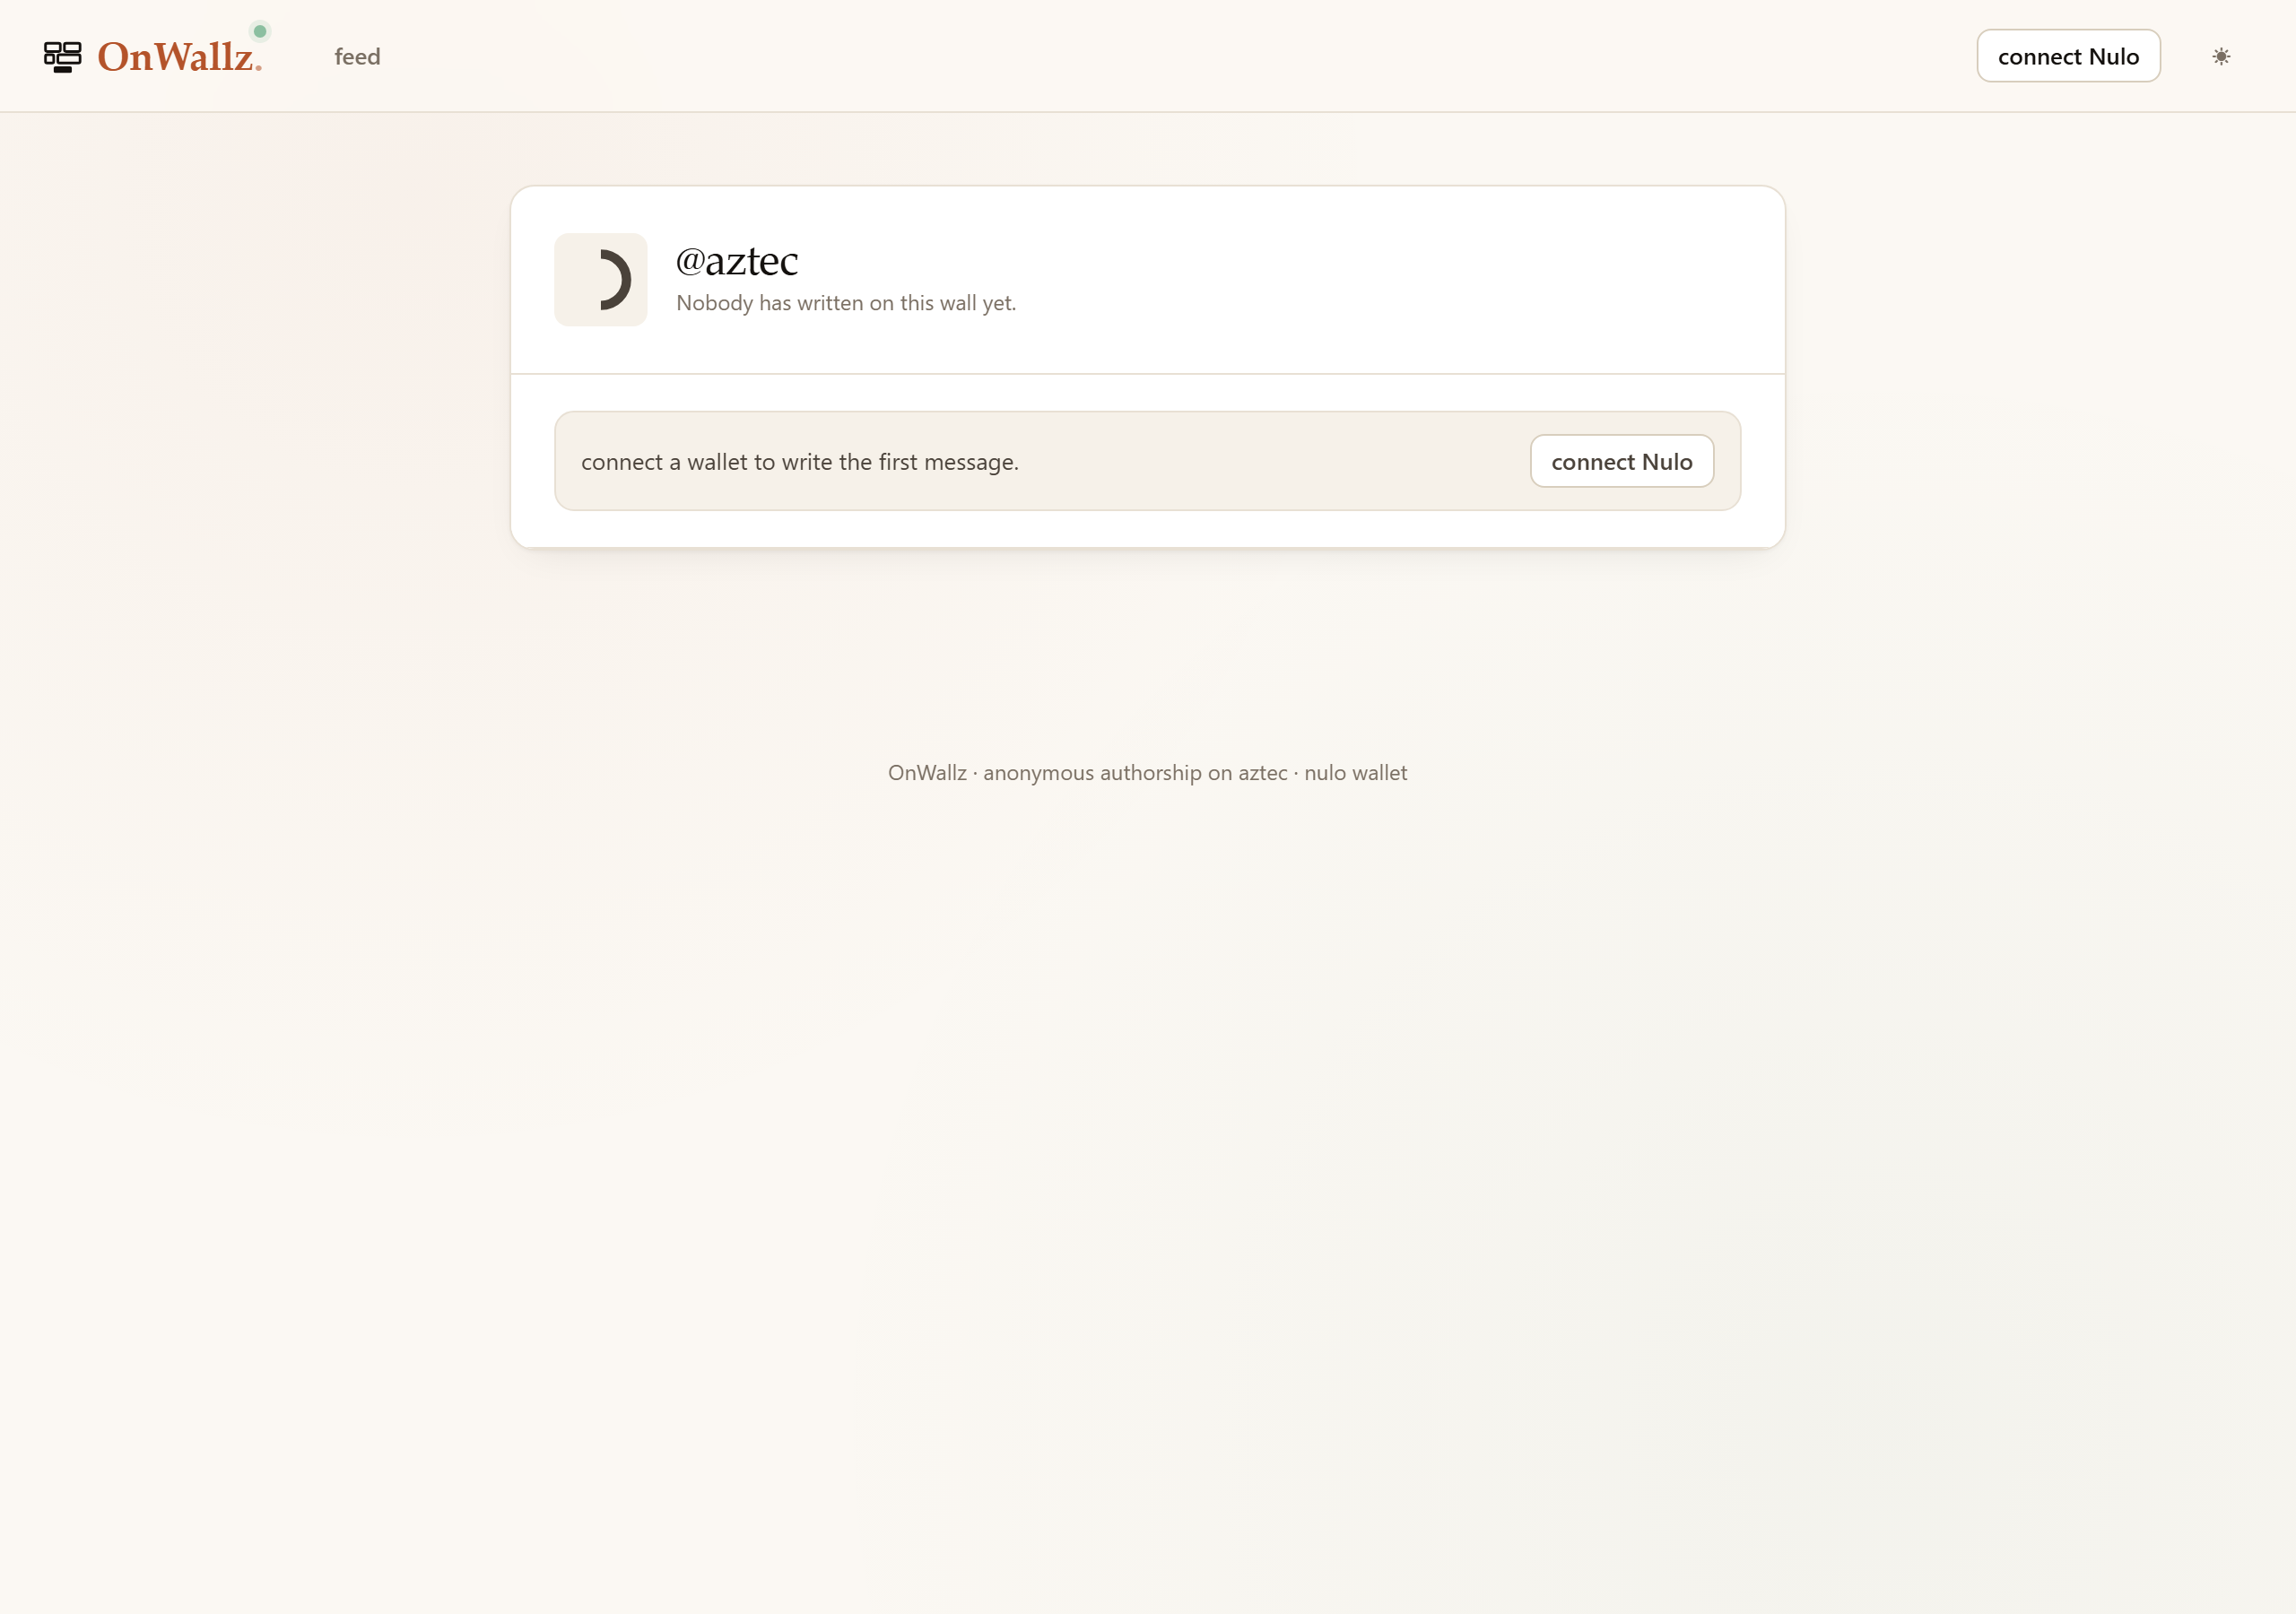 OnWallz.
feed
connect Nulo
@aztec
Nobody has written on this wall yet.
connect a wallet to write the first message.
connect Nulo
OnWallz · anonymous authorship on aztec · nulo wallet